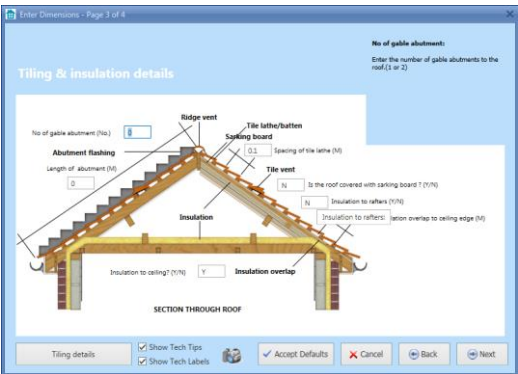 Enter Dimensions - Page 3 of 4
No of gable abutment:
Enter the number of gable abutments to the
roof.(1 or 2)
Tiling & insulation details
Ridge vent
No of gable abutment (No.)
Tile lathe/batten
Sarking board
Abutment flashing
0.1 Spacing of tile lathe (M)
Length of abutment (M)
Tile vent
0
N Is the roof covered with sarking board ? (Y/N)
N Insulation to rafters (Y/N)
Insulation
Insulation to rafters: lation overlap to ceiling edge (M)
Insulation to ceiling? (Y/N) Y Insulation overlap
SECTION THROUGH ROOF
Tiling details
Show Tech Tips
Show Tech Labels
Accept Defaults
Cancel
Back
Next